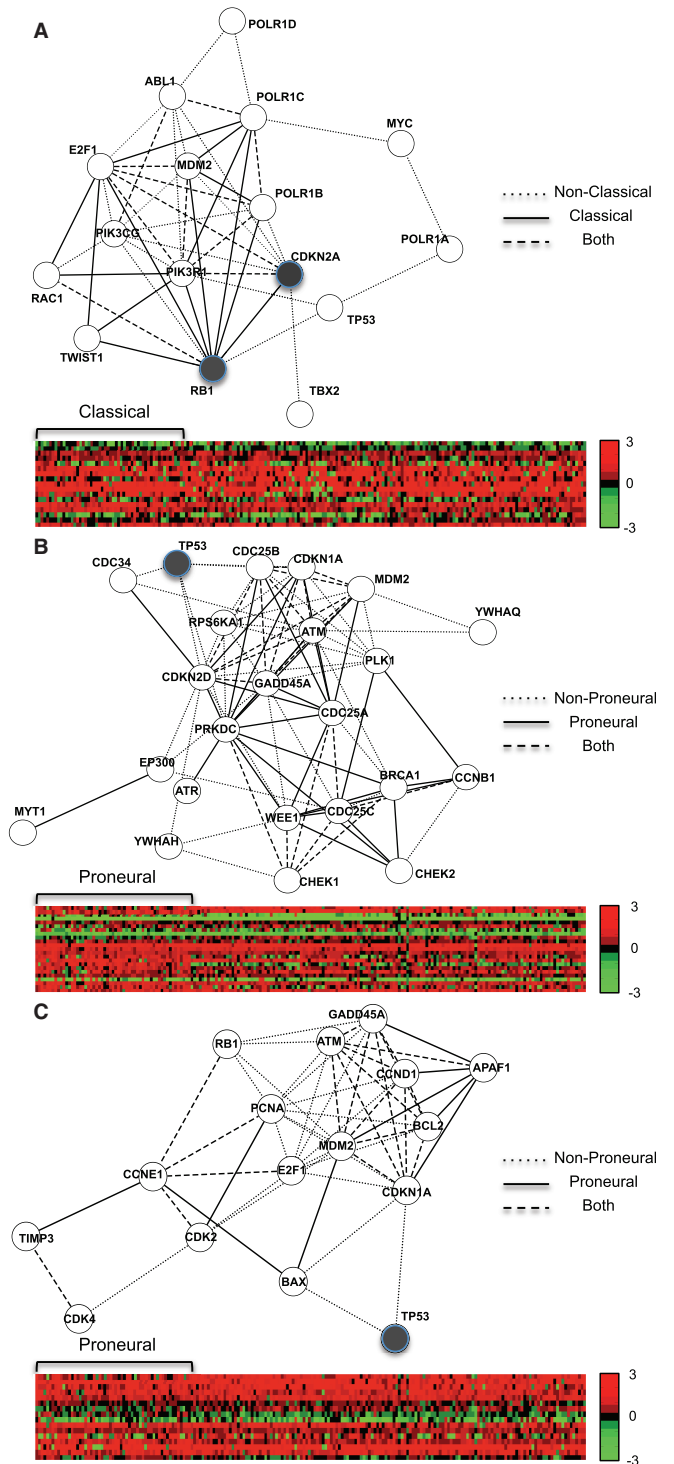 A
POLR1D
ABL1
POLR1C
MYC
E2F1
MDM2
POLR1B
PIK3CG
POLR1A
CDKN2A
PIK3R1
RAC1
TP53
TWIST1
RB1
TBX2
Non-Classical
Classical
Both
Classical
3
0
-3
B
TP53
CDC25B
CDKN1A
CDC34
MDM2
RPS6KA1
ATM
YWHAQ
PLK1
CDKN2D
GADD45A
CDC25A
PRKDC
EP300
BRCA1
CCNB1
ATR
MYT1
WEE1
CDC25C
YWHAH
CHEK1
CHEK2
Non-Proneural
Proneural
Both
Proneural
3
0
-3
C
GADD45A
RB1
ATM
CCND1
APAF1
PCNA
BCL2
MDM2
CCNE1
E2F1
CDKN1A
TIMP3
CDK2
BAX
CDK4
TP53
Non-Proneural
Proneural
Both
Proneural
3
0
-3